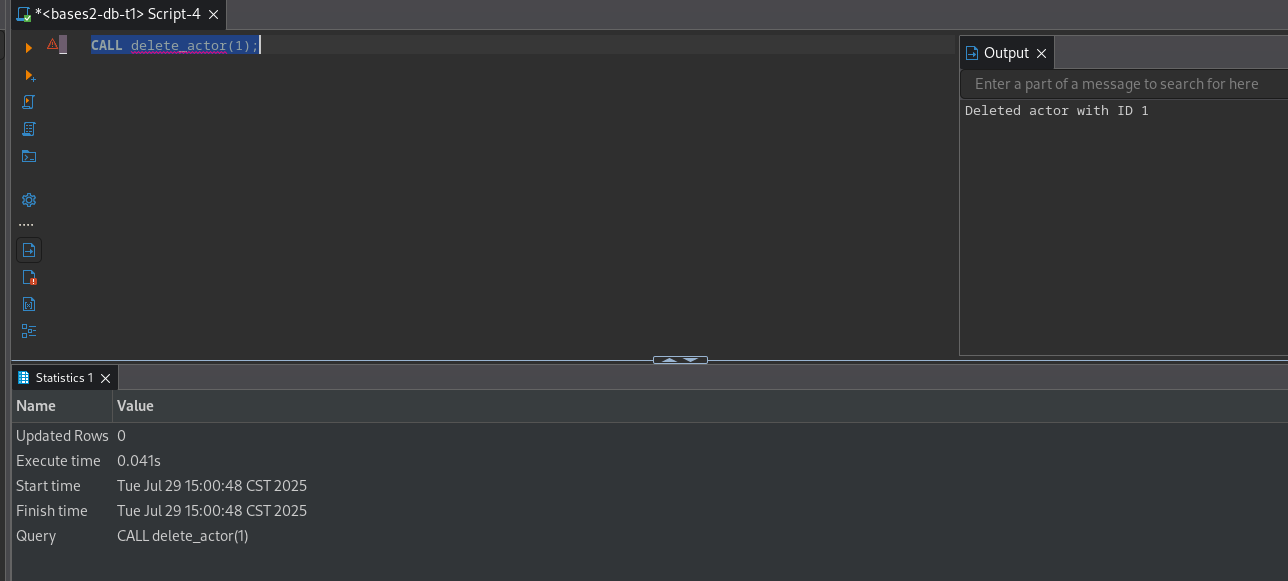 *<bases2-db-t1> Script-4
CALL delete_actor(1);
Output
Enter a part of a message to search for here
Deleted actor with ID 1
Statistics 1
Name Value
Updated Rows 0
Execute time 0.041s
Start time Tue Jul 29 15:00:48 CST 2025
Finish time Tue Jul 29 15:00:48 CST 2025
Query CALL delete_actor(1)